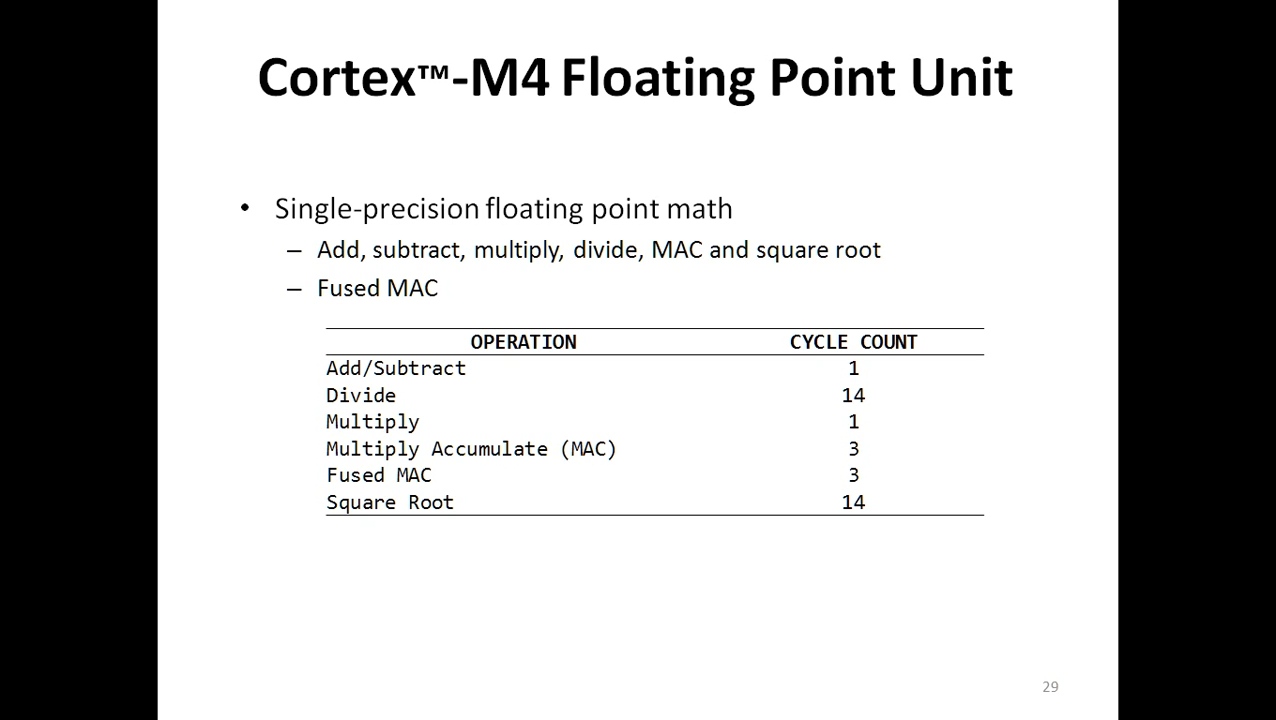 Cortex™-M4 Floating Point Unit
• Single-precision floating point math
– Add, subtract, multiply, divide, MAC and square root
– Fused MAC
OPERATION CYCLE COUNT
Add/Subtract 1
Divide 14
Multiply 1
Multiply Accumulate (MAC) 3
Fused MAC 3
Square Root 14
29